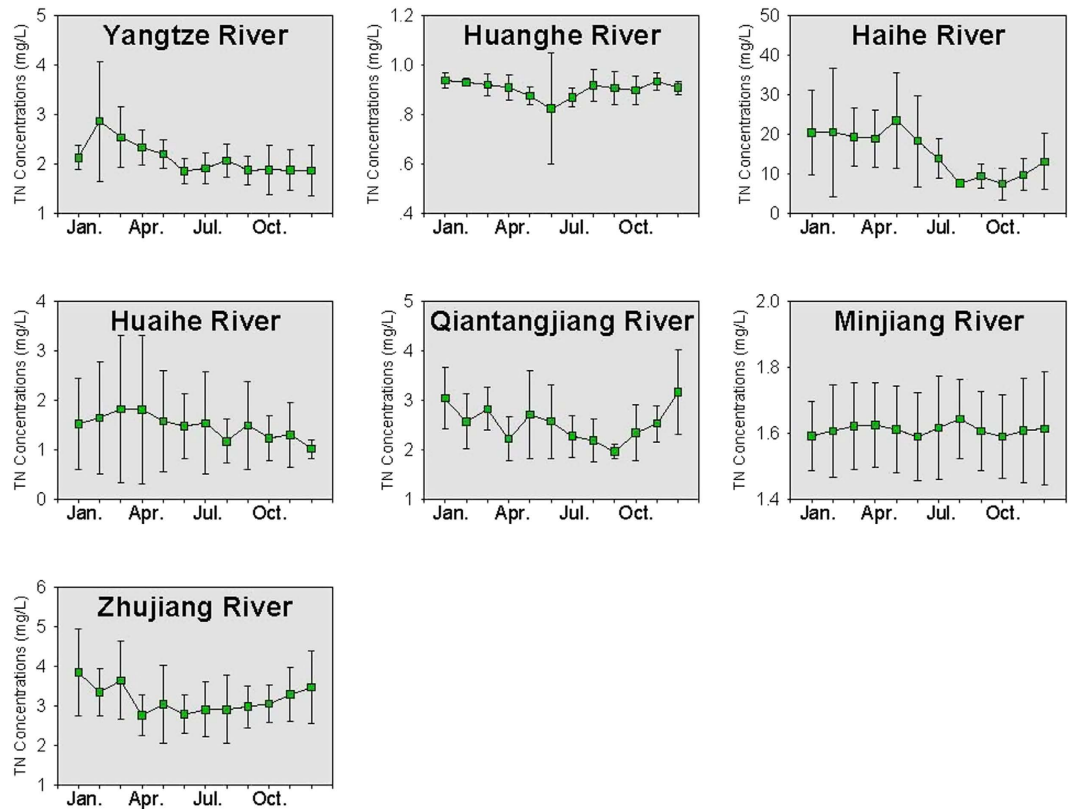 Yangtze River
TN Concentrations (mg/L)
5
4
3
2
1
Jan. Apr. Jul. Oct.
Huanghe River
TN Concentrations (mg/L)
1.2
1.0
.8
.6
.4
Jan. Apr. Jul. Oct.
Haihe River
TN Concentrations (mg/L)
50
40
30
20
10
0
Jan. Apr. Jul. Oct.
Huaihe River
TN Concentrations (mg/L)
4
3
2
1
0
Jan. Apr. Jul. Oct.
Qiantangjiang River
TN Concentrations (mg/L)
5
4
3
2
1
Jan. Apr. Jul. Oct.
Minjiang River
TN Concentrations (mg/L)
2.0
1.8
1.6
1.4
Jan. Apr. Jul. Oct.
Zhujiang River
TN Concentrations (mg/L)
6
5
4
3
2
1
Jan. Apr. Jul. Oct.